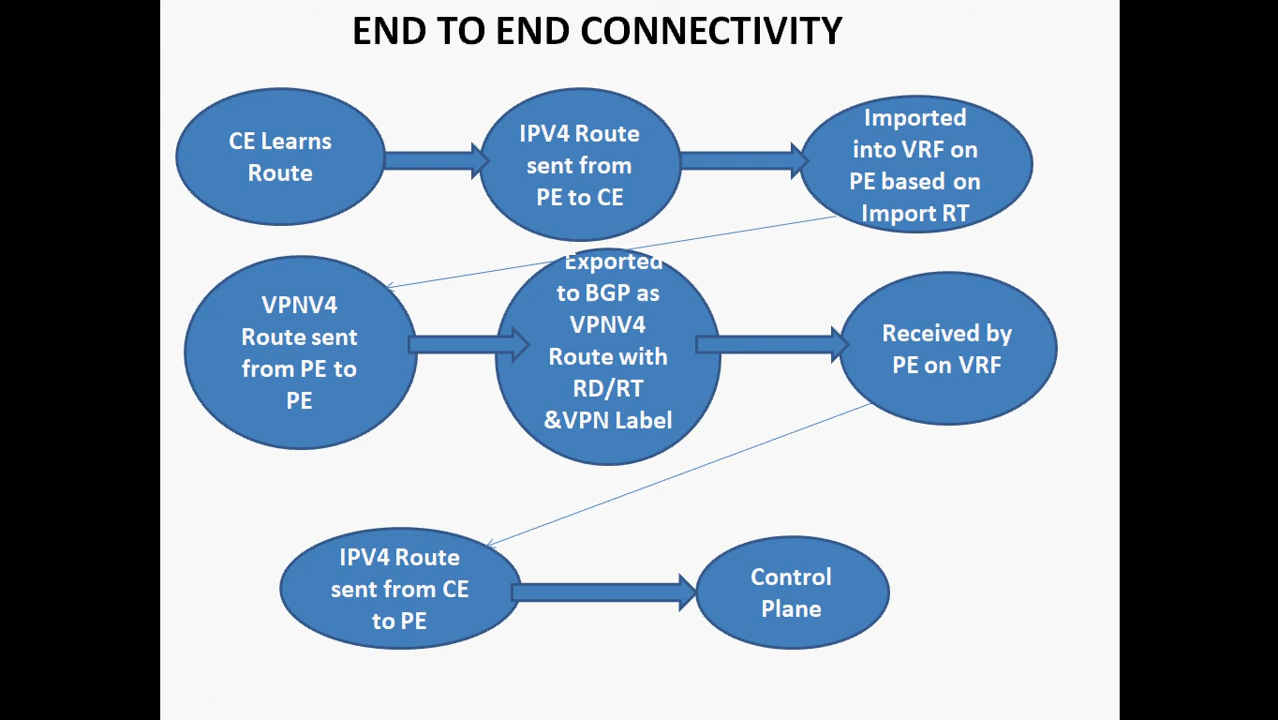 END TO END CONNECTIVITY
CE Learns
Route
IPV4 Route
sent from
PE to CE
Imported
into VRF on
PE based on
Import RT
VPNV4
Route sent
from PE to
PE
Exported
to BGP as
VPNV4
Route with
RD/RT
&VPN Label
Received by
PE on VRF
IPV4 Route
sent from CE
to PE
Control
Plane